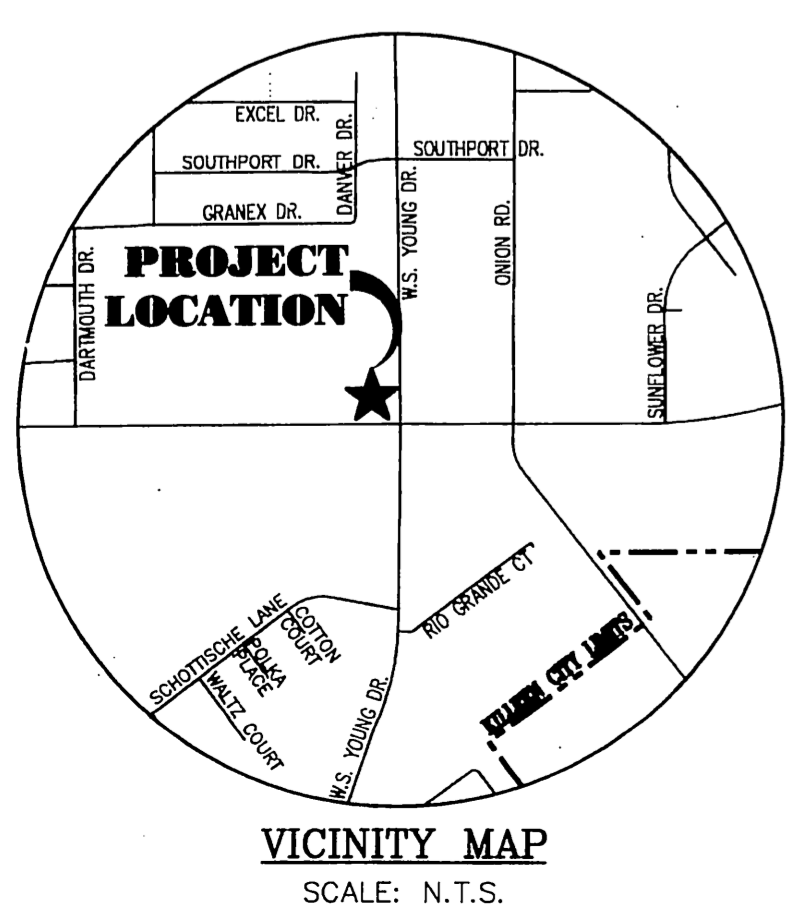 EXCEL DR.
DANVER DR.
SOUTHPORT DR.
SOUTHPORT DR.
GRANEX DR.
W.S. YOUNG DR.
ONION RD.
DARTMOUTH DR.
PROJECT
LOCATION
SUNFLOWER DR.
RIO GRANDE CT
SCHOTTISCHE LANE
COTTON
COURT
POLKA
PLACE
WALTZ COURT
W.S. YOUNG DR.
KILLEEN CITY LIMITS
VICINITY MAP
SCALE: N.T.S.